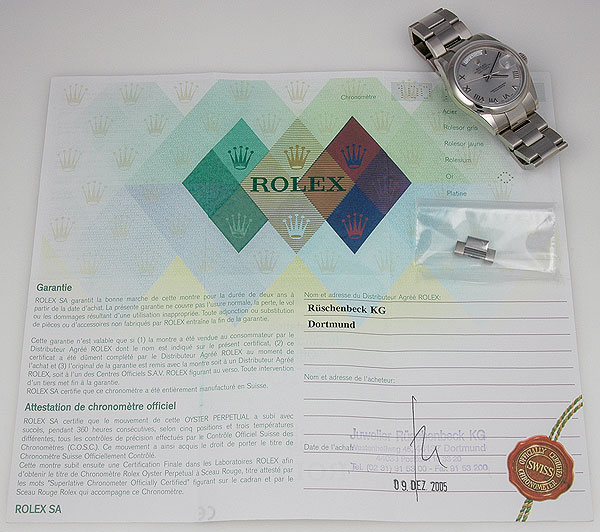 Chronomètre
Acier
Rolesor gris
Rolesor jaune
Rolesium
Or
Platine
ROLEX
Garantie
ROLEX SA garantit la bonne marche de cette montre pour la durée de deux ans à
partir de la date d'achat. La présente garantie ne couvre pas l'usure normale, la perte, le vol
ou les dommages résultant d'une utilisation inappropriée. Toute adjonction ou substitution
de pièces ou d'accessoires non fabriqués par ROLEX entraîne la fin de la garantie.
Cette garantie n'est valable que si (1) la montre a été vendue au consommateur par le
Distributeur Agréé ROLEX dont le nom est indiqué sur le présent certificat, (2) ce
certificat a été dûment complété par le Distributeur Agréé ROLEX au moment de
l'achat et (3) l'original de la garantie est remis avec la montre, en cas d'intervention de
ROLEX, soit à l'un des Centres Officiels S.A.V. ROLEX figurant au verso. Toute intervention
d'un tiers met fin à la garantie.
ROLEX SA certifie que ce chronomètre a été entièrement manufacturé en Suisse.
Attestation de chronomètre officiel
ROLEX SA certifie que le mouvement de cette OYSTER PERPETUAL a subi avec
succès, pendant 360 heures consécutives, selon cinq positions et trois températures
différentes, tous les contrôles de précision effectués par le Contrôle Officiel Suisse des
Chronomètres (C.O.S.C.). Ce contrôle lui a ainsi acquis le droit de porter le titre de
Chronomètre Suisse Officiellement Contrôlé.
Cette montre subit ensuite une Certification Finale dans les Laboratoires ROLEX afin
d'obtenir le titre de Chronomètre Rolex Oyster Perpetual à Sceau Rouge, titre attesté par
les mots "Superlative Chronometer Officially Certified" figurant sur le cadran et par le
Sceau Rouge Rolex qui accompagne ce Chronomètre.
ROLEX SA
Nom et adresse du Distributeur Agréé ROLEX:
Rüschenbeck KG
Dortmund
Nom et adresse de l'acheteur:
Date de l'achat:
Juwelier Rüschenbeck KG
Dortmund
09. DEZ. 2005
OFFICIALLY CERTIFIED
SWISS
CHRONOMETER